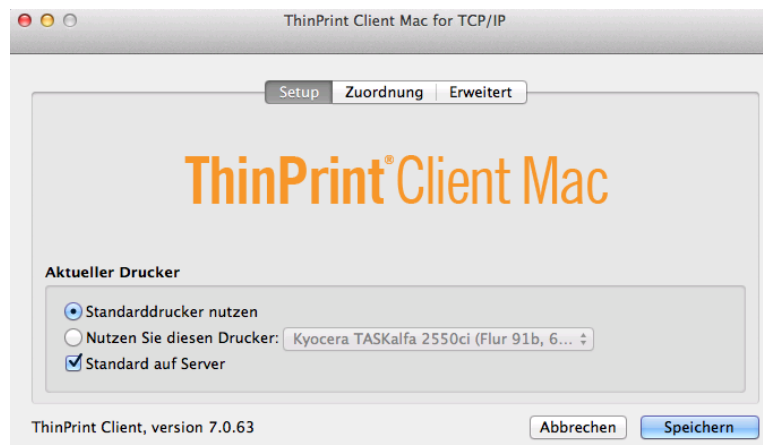 ThinPrint Client Mac for TCP/IP
Setup Zuordnung Erweitert
ThinPrint® Client Mac
Aktueller Drucker
Standarddrucker nutzen
Nutzen Sie diesen Drucker: Kyocera TASKalfa 2550ci (Flur 91b, 6...
Standard auf Server
ThinPrint Client, version 7.0.63 Abbrechen Speichern